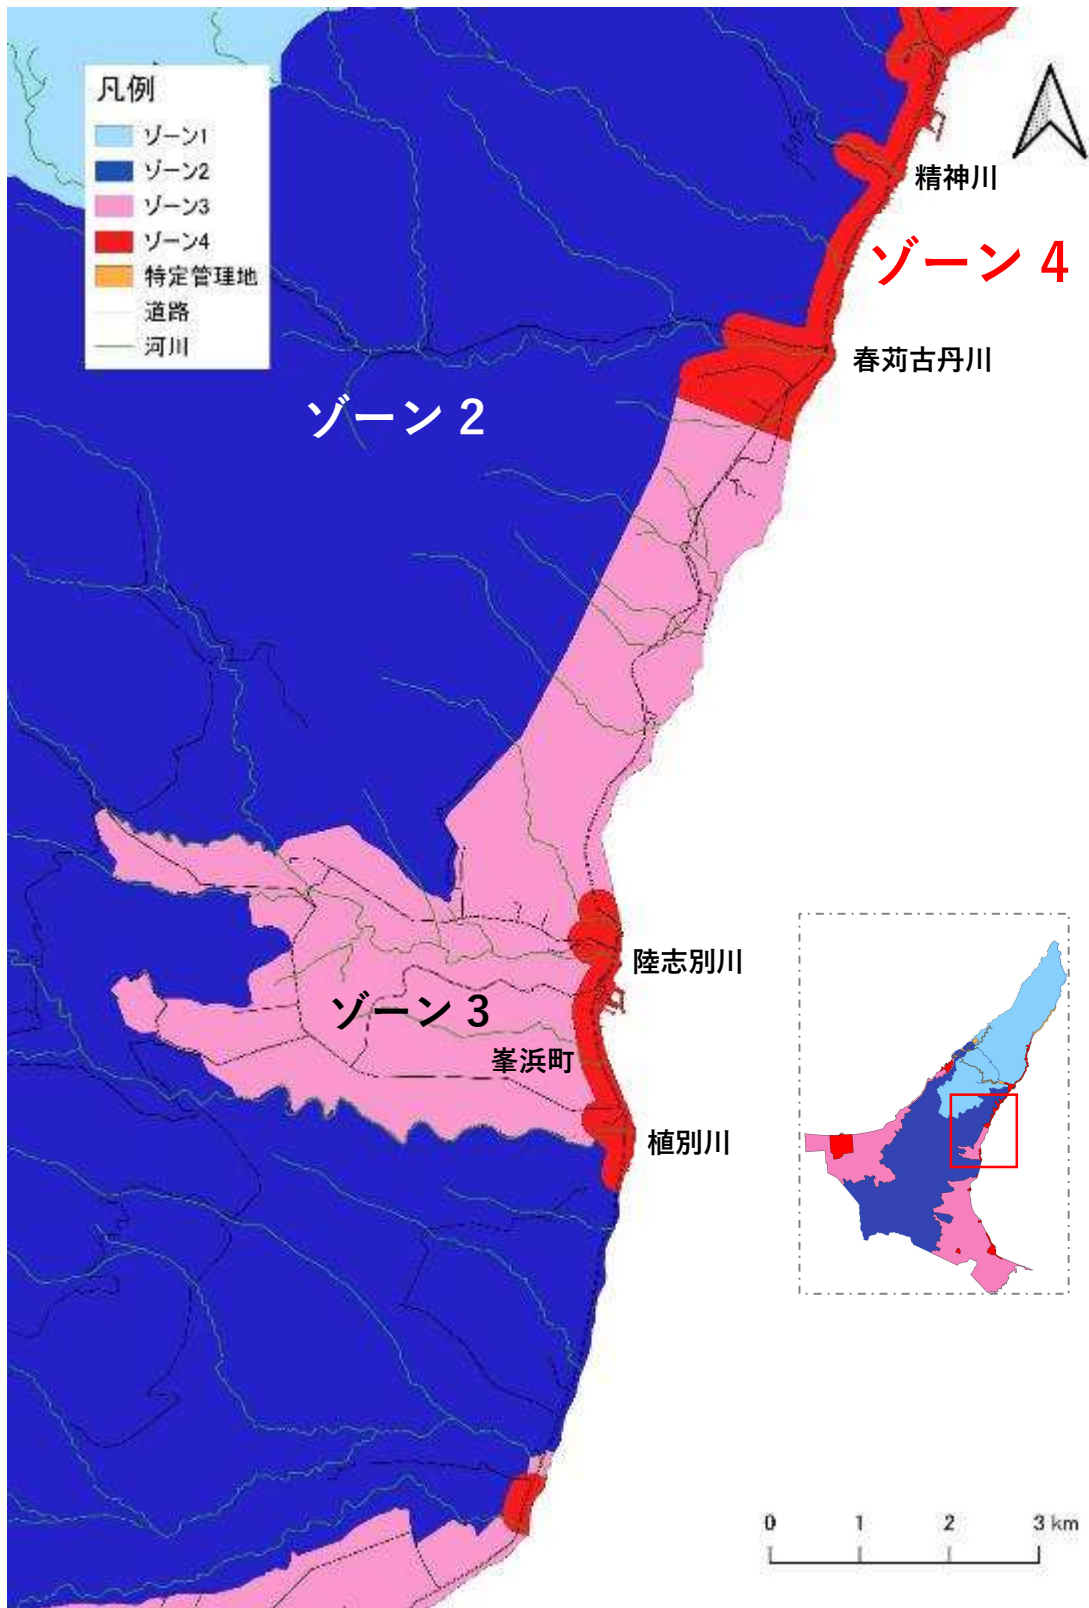 凡例
ゾーン1
ゾーン2
ゾーン3
ゾーン4
特定管理地
道路
河川
精神川
ゾーン 4
春苅古丹川
ゾーン 2
陸志別川
ゾーン 3
峯浜町
植別川
0 1 2 3 km